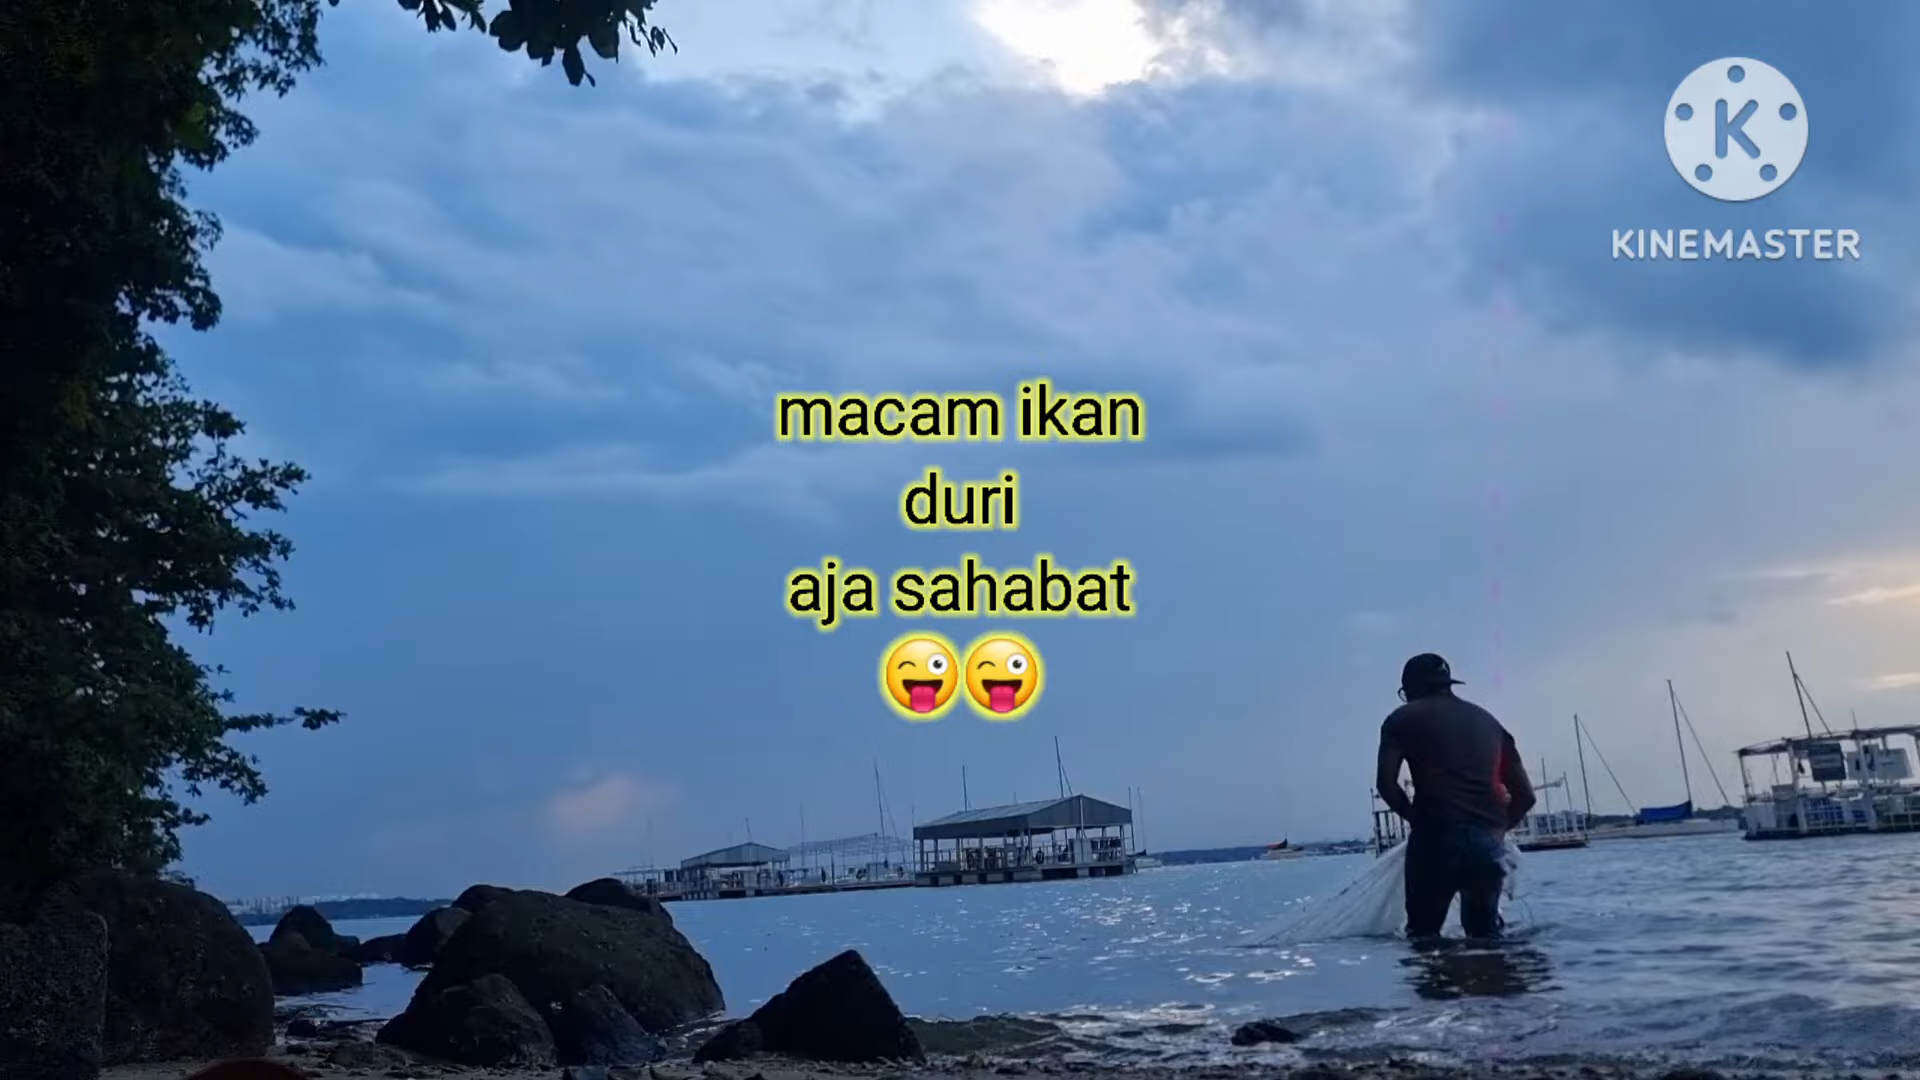 K
KINEMASTER
macam ikan
duri
aja sahabat
😜😜